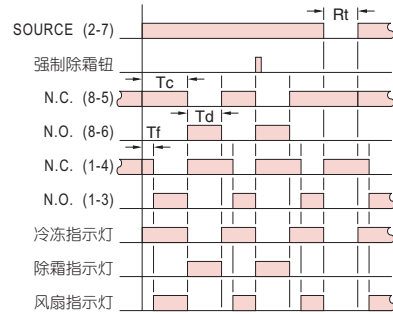 Rt
SOURCE (2-7)
强制除霜钮
Tc
N.C. (8-5)
Td
N.O. (8-6)
Tf
N.C. (1-4)
N.O. (1-3)
冷冻指示灯
除霜指示灯
风扇指示灯